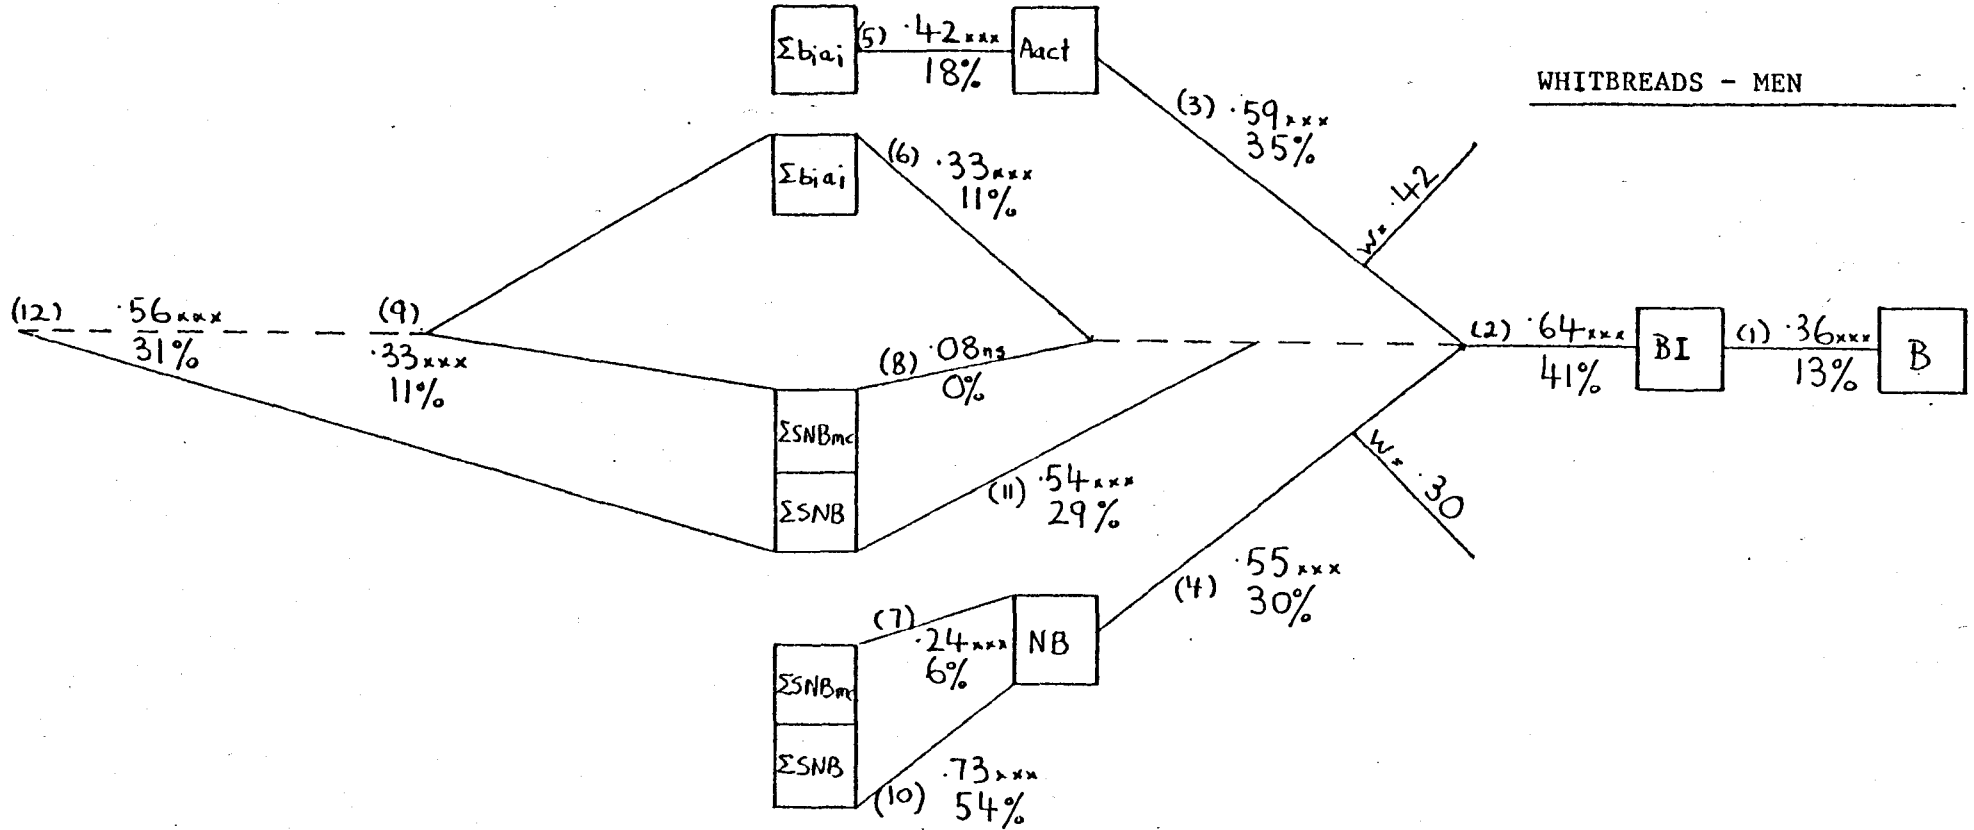 WHITBREADS - MEN
Σbiai
(5) ·42xxx
18%
Aact
(3) ·59xxx
35%
W= ·42
Σbiai
(6) ·33xxx
11%
(12) ·56xxx
31%
(9)
·33xxx
11%
(8) ·08ns
0%
(2) ·64xxx
41%
BI
(1) ·36xxx
13%
B
ΣSNBmc
ΣSNB
(11) ·54xxx
29%
W= ·30
(4) ·55xxx
30%
(7)
·24xxx
6%
NB
ΣSNBmc
ΣSNB
(10) ·73xxx
54%